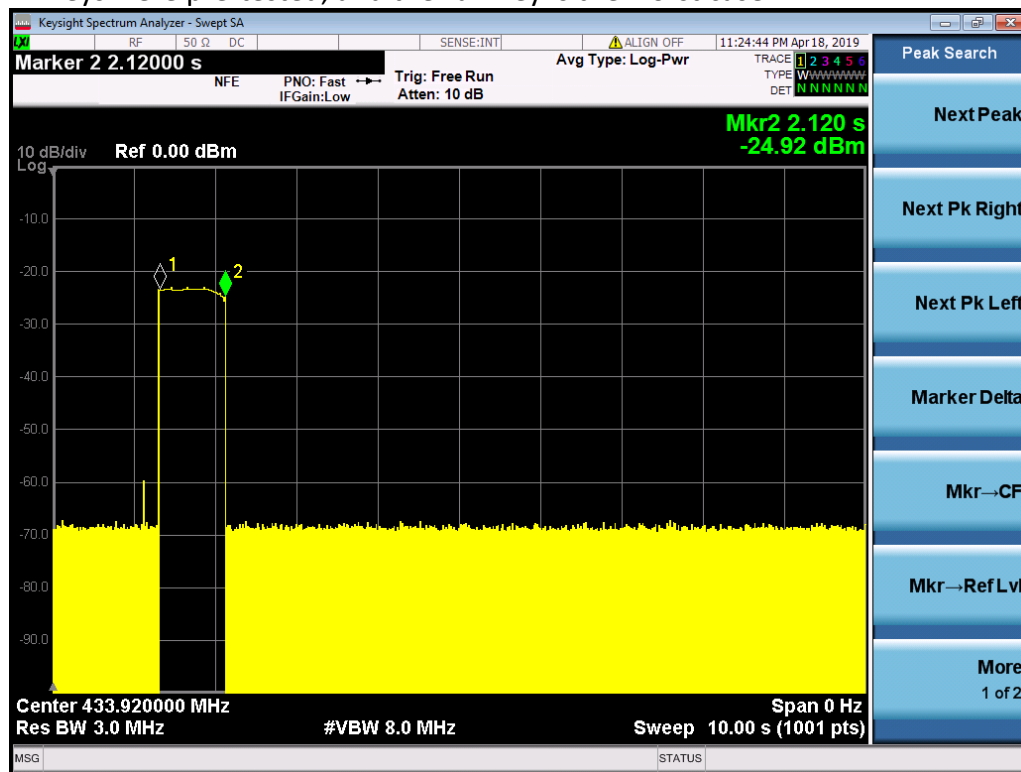 Keysight Spectrum Analyzer - Swept SA
LXI RF 50 Ω DC SENSE:INT ALIGN OFF 11:24:44 PM Apr 18, 2019
Marker 2 2.12000 s
NFE
PNO: Fast
IFGain:Low
Trig: Free Run
Atten: 10 dB
Avg Type: Log-Pwr
TRACE 1 2 3 4 5 6
TYPE WWWWWW
DET N N N N N N
Mkr2 2.120 s
-24.92 dBm
10 dB/div Ref 0.00 dBm
Log
-10.0
-20.0
-30.0
-40.0
-50.0
-60.0
-70.0
-80.0
-90.0
1
2
Center 433.920000 MHz
Res BW 3.0 MHz
#VBW 8.0 MHz
Span 0 Hz
Sweep 10.00 s (1001 pts)
MSG
STATUS
Peak Search
Next Peak
Next Pk Right
Next Pk Left
Marker Delta
Mkr→CF
Mkr→Ref Lvl
More
1 of 2